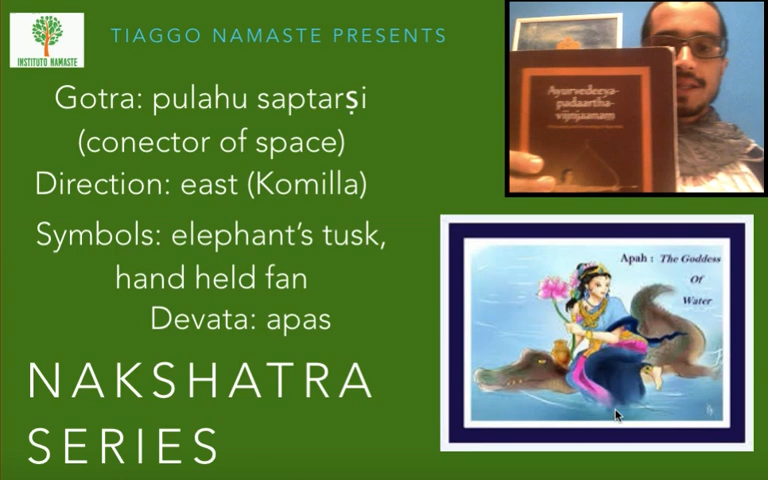 INSTITUTO NAMASTE
TIAGGO NAMASTE PRESENTS
Gotra: pulahu saptarṣi
(conector of space)
Direction: east (Komilla)
Symbols: elephant's tusk,
hand held fan
Devata: apas
NAKSHATRA
SERIES
Ayurvedeeya-
padaartha-
vijnjaanam
Apah : The Goddess
Of
Water